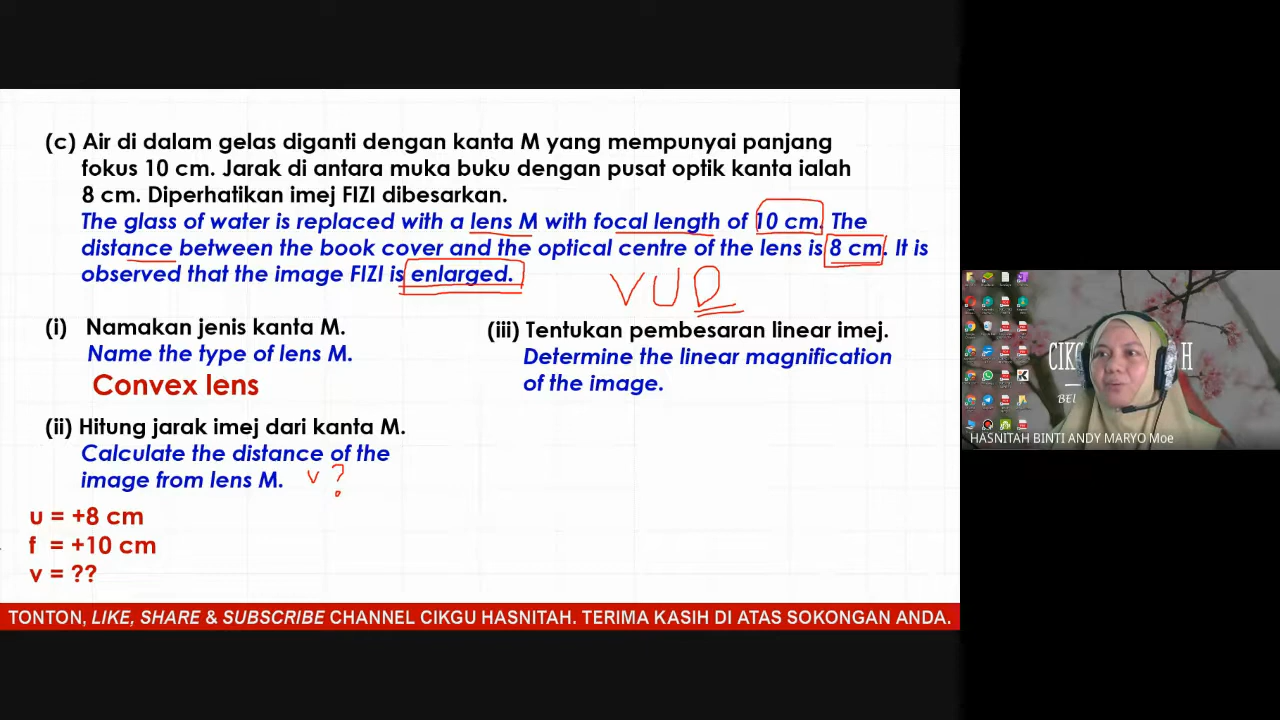 (c) Air di dalam gelas diganti dengan kanta M yang mempunyai panjang
fokus 10 cm. Jarak di antara muka buku dengan pusat optik kanta ialah
8 cm. Diperhatikan imej FIZI dibesarkan.
The glass of water is replaced with a lens M with focal length of 10 cm. The
distance between the book cover and the optical centre of the lens is 8 cm. It is
observed that the image FIZI is enlarged.
V U D
(i) Namakan jenis kanta M.
Name the type of lens M.
Convex lens
(ii) Hitung jarak imej dari kanta M.
Calculate the distance of the
image from lens M. v ?
u = +8 cm
f = +10 cm
v = ??
(iii) Tentukan pembesaran linear imej.
Determine the linear magnification
of the image.
TONTON, LIKE, SHARE & SUBSCRIBE CHANNEL CIKGU HASNITAH. TERIMA KASIH DI ATAS SOKONGAN ANDA.
HASNITAH BINTI ANDY MARYO Moe